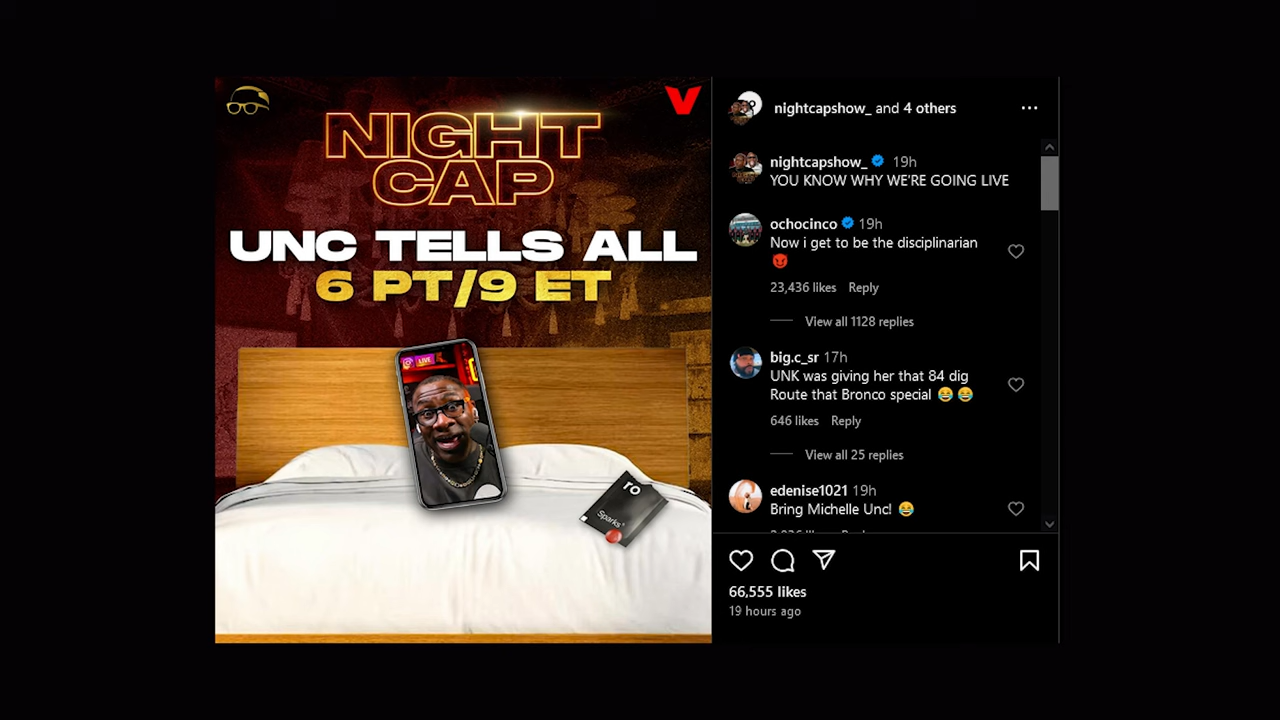 NIGHT
CAP
UNC TELLS ALL
6 PT/9 ET
LIVE
ro
Sparks
nightcapshow_ and 4 others
nightcapshow_ 19h
YOU KNOW WHY WE'RE GOING LIVE
ochocinco 19h
Now i get to be the disciplinarian
😈
23,436 likes Reply
View all 1128 replies
big.c_sr 17h
UNK was giving her that 84 dig
Route that Bronco special 😂 😂
646 likes Reply
View all 25 replies
edenise1021 19h
Bring Michelle Unc! 😂
66,555 likes
19 hours ago